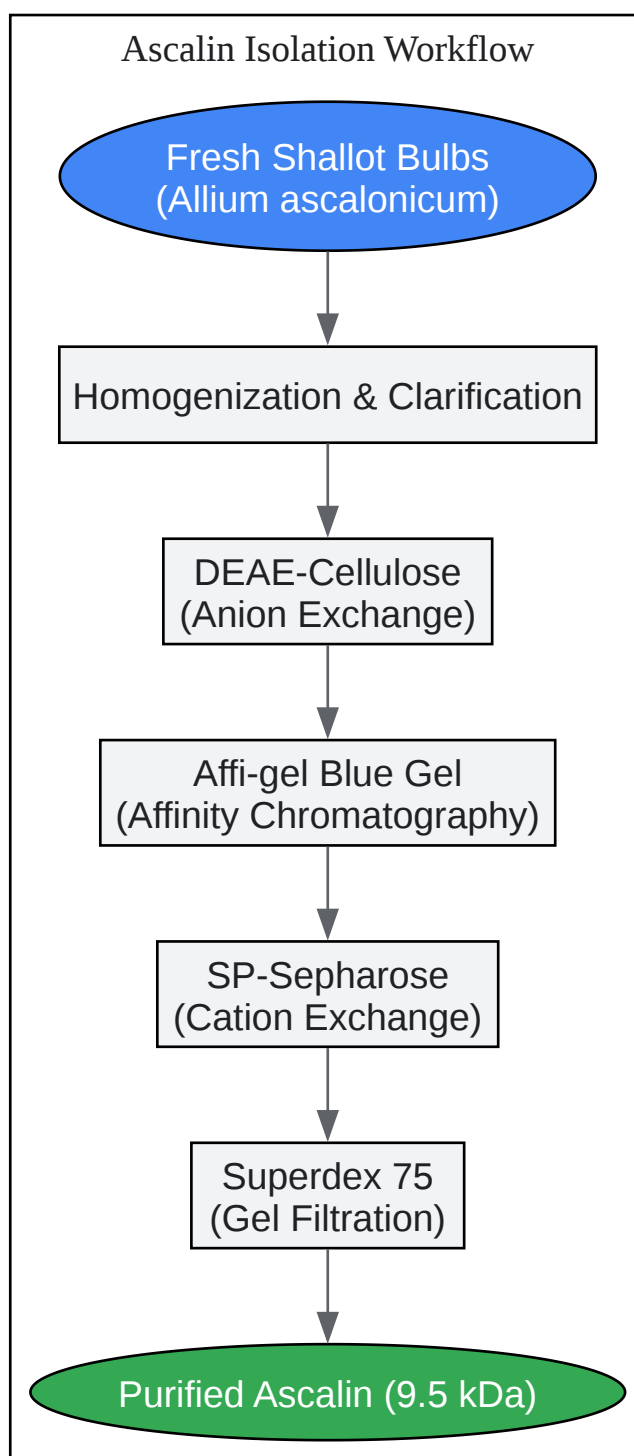 Ascalin Isolation Workflow
Fresh Shallot Bulbs
(Allium ascalonicum)
Homogenization & Clarification
DEAE-Cellulose
(Anion Exchange)
Affi-gel Blue Gel
(Affinity Chromatography)
SP-Sepharose
(Cation Exchange)
Superdex 75
(Gel Filtration)
Purified Ascalin (9.5 kDa)